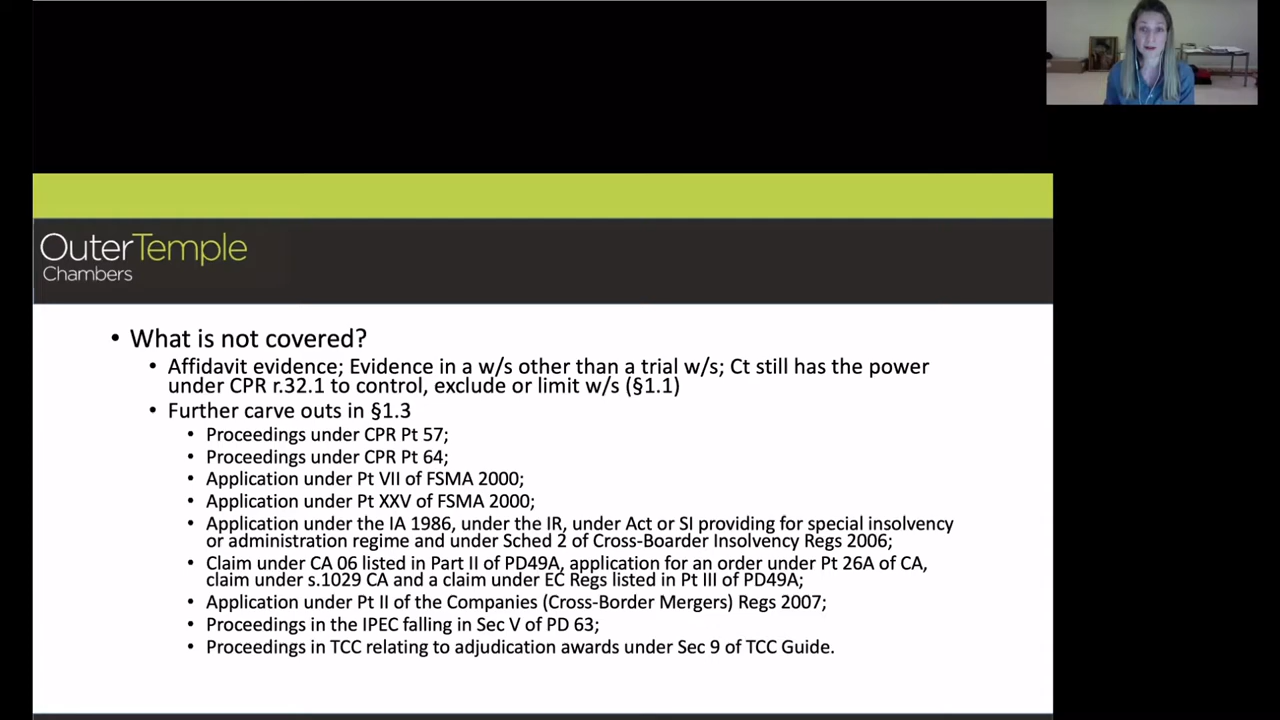 OuterTemple
Chambers
• What is not covered?
• Affidavit evidence; Evidence in a w/s other than a trial w/s; Ct still has the power
under CPR r.32.1 to control, exclude or limit w/s (§1.1)
• Further carve outs in §1.3
• Proceedings under CPR Pt 57;
• Proceedings under CPR Pt 64;
• Application under Pt VII of FSMA 2000;
• Application under Pt XXV of FSMA 2000;
• Application under the IA 1986, under the IR, under Act or SI providing for special insolvency
or administration regime and under Sched 2 of Cross-Boarder Insolvency Regs 2006;
• Claim under CA 06 listed in Part II of PD49A, application for an order under Pt 26A of CA,
claim under s.1029 CA and a claim under EC Regs listed in Pt III of PD49A;
• Application under Pt II of the Companies (Cross-Border Mergers) Regs 2007;
• Proceedings in the IPEC falling in Sec V of PD 63;
• Proceedings in TCC relating to adjudication awards under Sec 9 of TCC Guide.